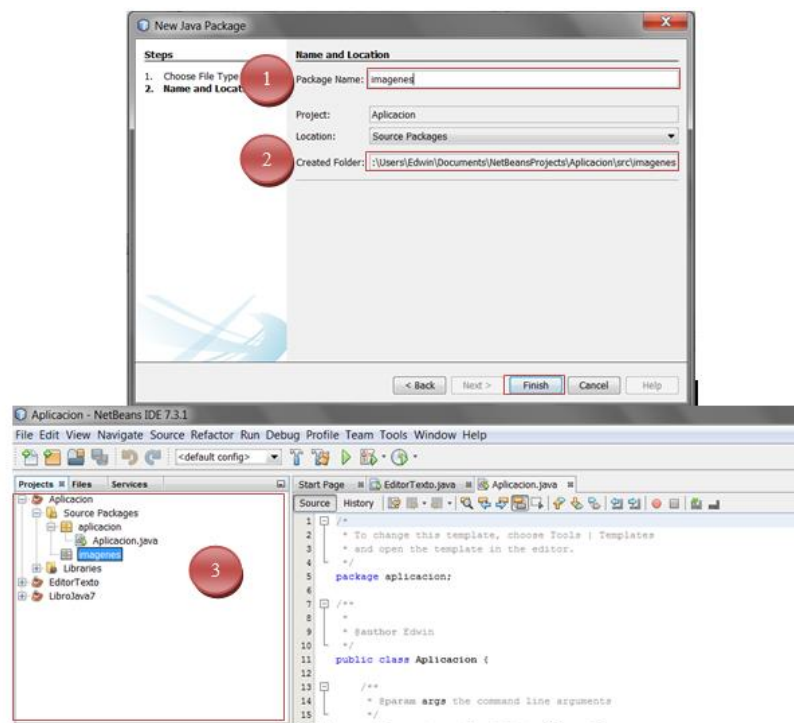 New Java Package
X
Steps
1. Choose File Type
2. Name and Locat
Name and Location
1
Package Name: imagenes
Project: Aplicacion
Location: Source Packages
2
Created Folder: :\Users\Edwin\Documents\NetBeansProjects\Aplicacion\src\imagenes
< Back Next > Finish Cancel Help
Aplicacion - NetBeans IDE 7.3.1
File Edit View Navigate Source Refactor Run Debug Profile Team Tools Window Help
<default config>
Projects Files Services
Aplicacion
Source Packages
aplicacion
Aplicacion.java
imagenes
Libraries
EditorTexto
LibroJava7
3
Start Page EditorTexto.java Aplicacion.java
Source History
1 /*
2 * To change this template, choose Tools | Templates
3 * and open the template in the editor.
4 */
5 package aplicacion;
6
7 /**
8 *
9 * @author Edwin
10 */
11 public class Aplicacion {
12
13 /**
14 * @param args the command line arguments
15 */